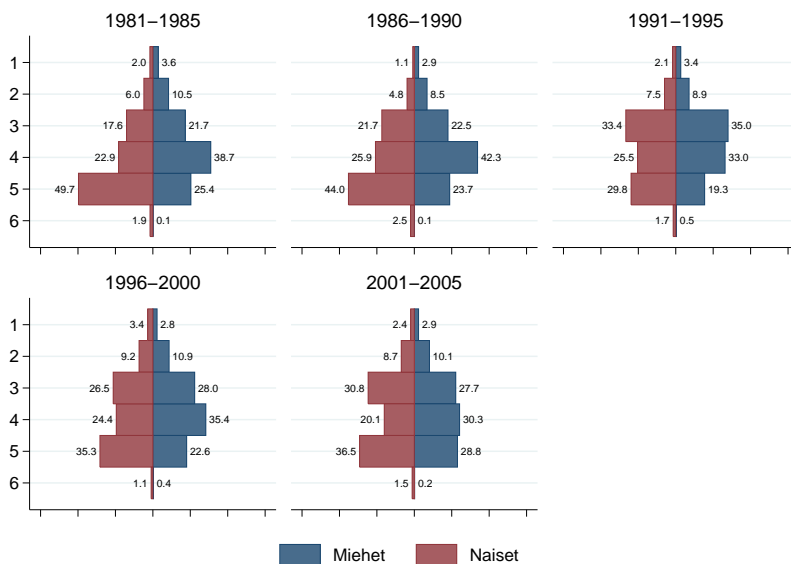 1981–1985 1986–1990 1991–1995
1 2.0 3.6 1.1 2.9 2.1 3.4
2 6.0 10.5 4.8 8.5 7.5 8.9
3 17.6 21.7 21.7 22.5 33.4 35.0
4 22.9 38.7 25.9 42.3 25.5 33.0
5 49.7 25.4 44.0 23.7 29.8 19.3
6 1.9 0.1 2.5 0.1 1.7 0.5
1996–2000 2001–2005
1 3.4 2.8 2.4 2.9
2 9.2 10.9 8.7 10.1
3 26.5 28.0 30.8 27.7
4 24.4 35.4 20.1 30.3
5 35.3 22.6 36.5 28.8
6 1.1 0.4 1.5 0.2
Miehet Naiset